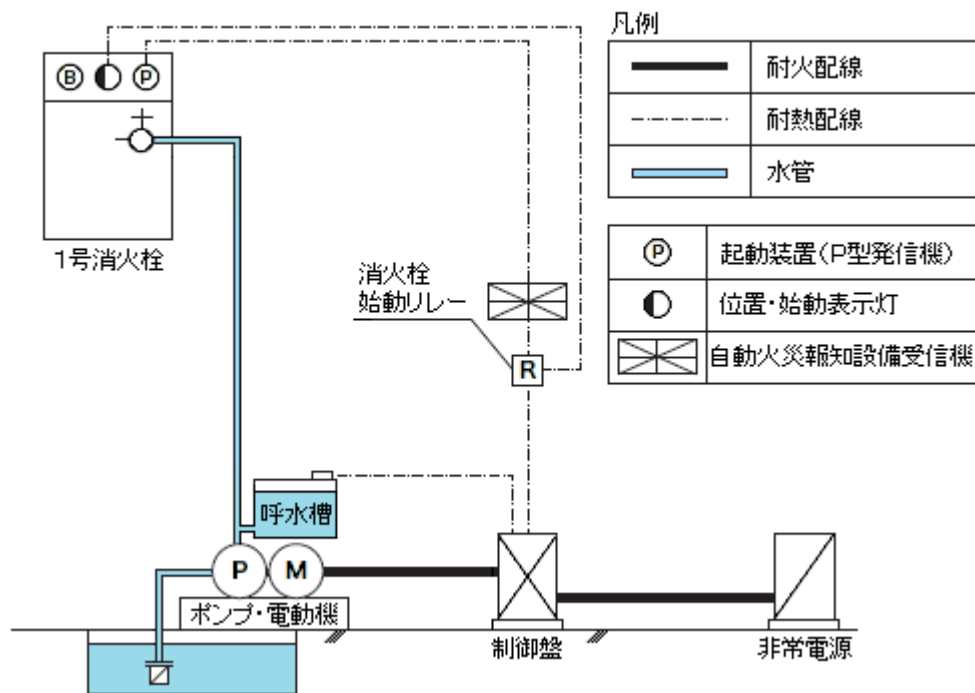 凡例
耐火配線
耐熱配線
水管
B
P
1号消火栓
P
起動装置(P型発信機)
位置・始動表示灯
自動火災報知設備受信機
消火栓
始動リレー
R
呼水槽
P
M
ポンプ・電動機
制御盤
非常電源